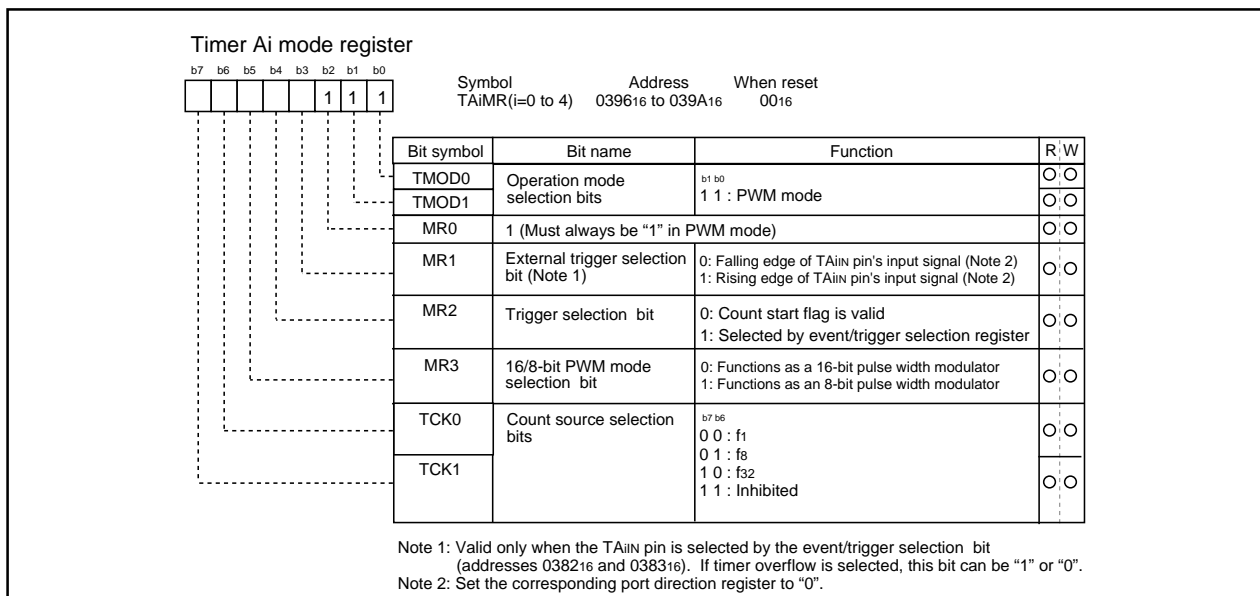 Timer Ai mode register
b7 b6 b5 b4 b3 b2 b1 b0
1 1 1
Symbol Address When reset
TAiMR(i=0 to 4) 039616 to 039A16 0016
Bit symbol Bit name Function R W
TMOD0
TMOD1
Operation mode
selection bits
b1 b0
1 1 : PWM mode
MR0 1 (Must always be “1” in PWM mode)
MR1 External trigger selection
bit (Note 1)
0: Falling edge of TAiIN pin's input signal (Note 2)
1: Rising edge of TAiIN pin's input signal (Note 2)
MR2 Trigger selection bit
0: Count start flag is valid
1: Selected by event/trigger selection register
MR3 16/8-bit PWM mode
selection bit
0: Functions as a 16-bit pulse width modulator
1: Functions as an 8-bit pulse width modulator
TCK0
TCK1
Count source selection
bits
b7 b6
0 0 : f1
0 1 : f8
1 0 : f32
1 1 : Inhibited
Note 1: Valid only when the TAiIN pin is selected by the event/trigger selection bit
(addresses 038216 and 038316). If timer overflow is selected, this bit can be “1” or “0”.
Note 2: Set the corresponding port direction register to “0”.